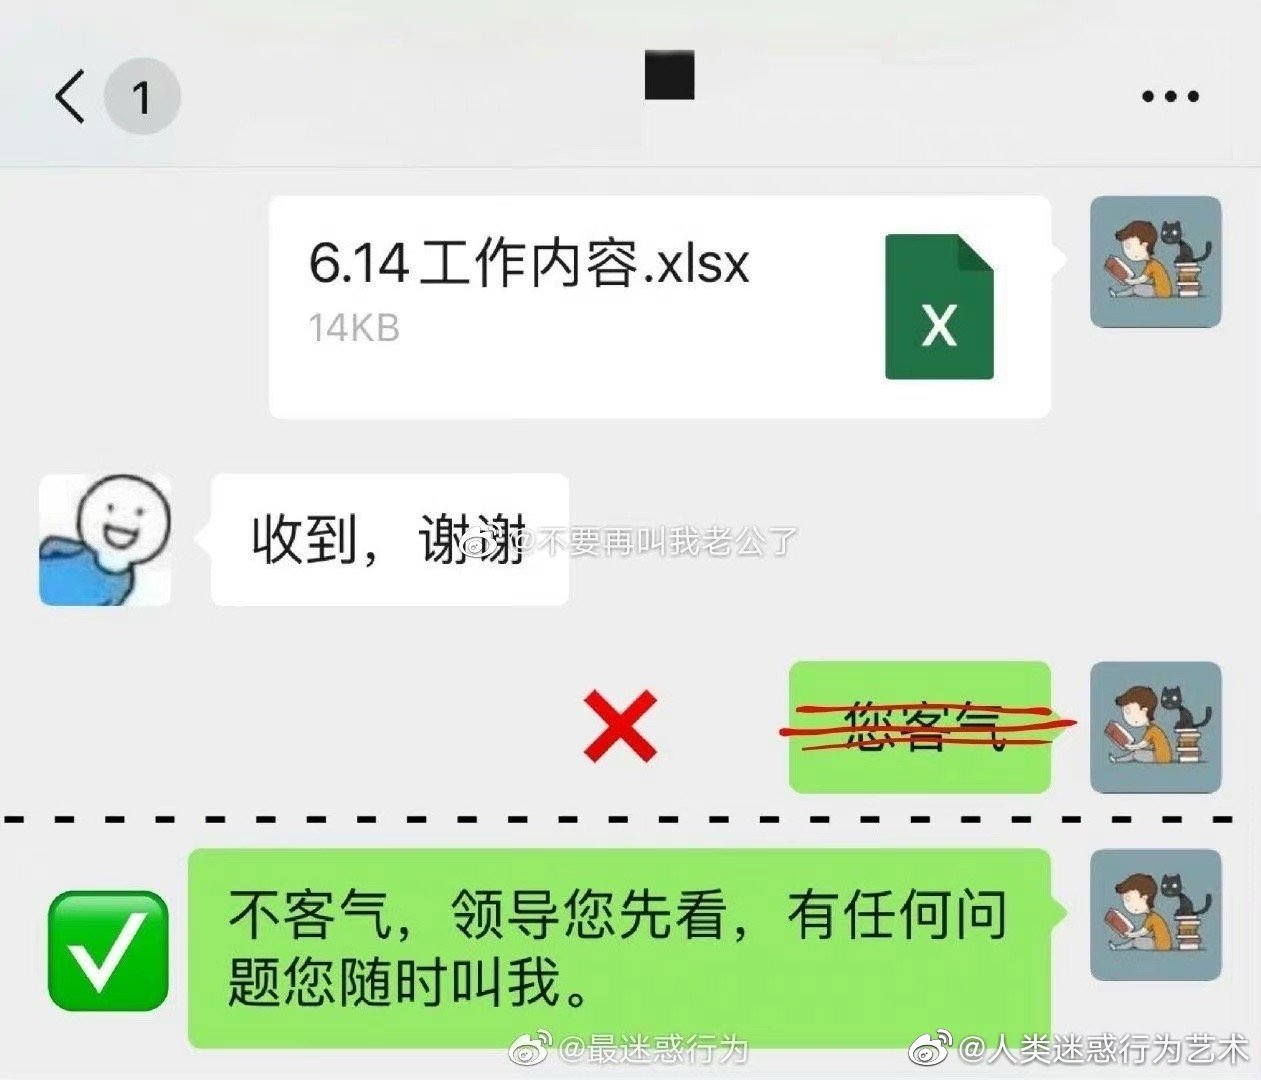 1
6.14工作内容.xlsx
14KB
X
收到，谢谢
@不要再叫我老公了
您客气
不客气，领导您先看，有任何问
题您随时叫我。
@最迷惑行为
@人类迷惑行为艺术